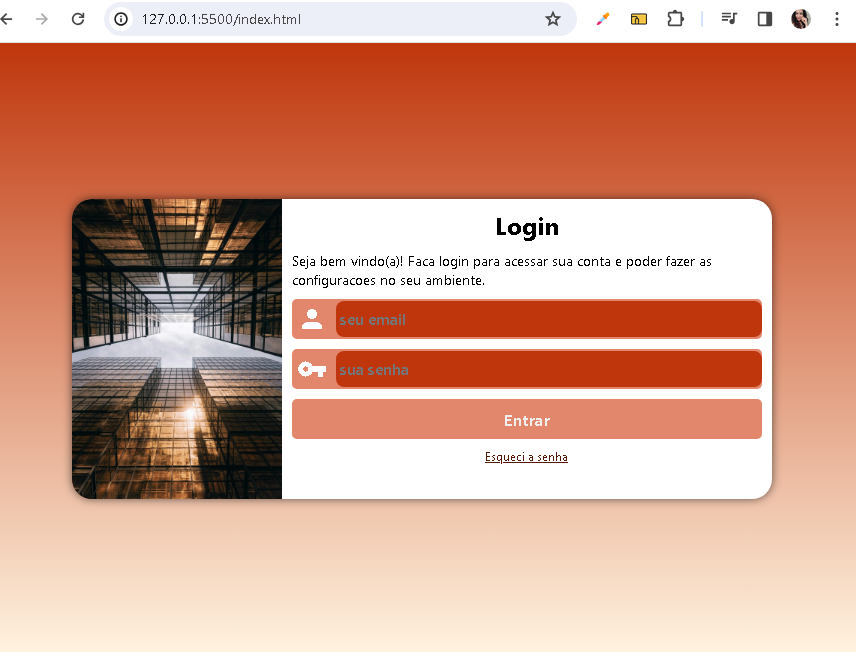 127.0.0.1:5500/index.html
Login
Seja bem vindo(a)! Faca login para acessar sua conta e poder fazer as
configuracoes no seu ambiente.
seu email
sua senha
Entrar
Esqueci a senha